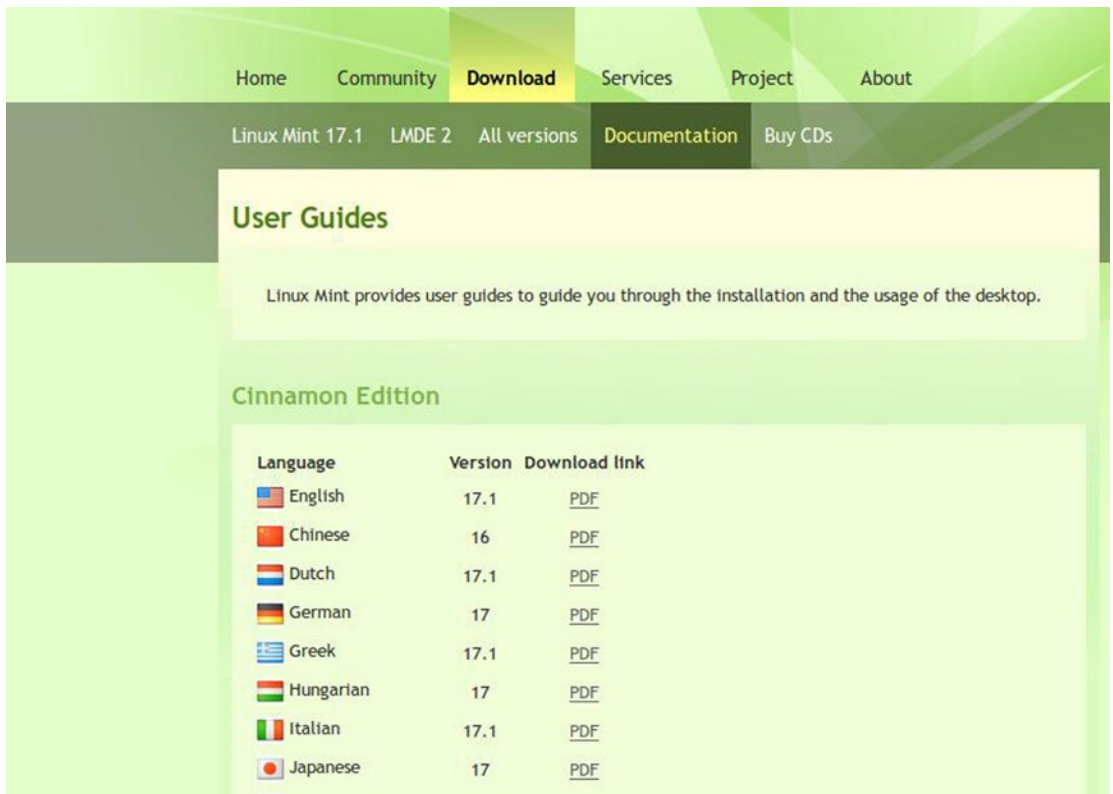 Home Community Download Services Project About
Linux Mint 17.1 LMDE 2 All versions Documentation Buy CDs
User Guides
Linux Mint provides user guides to guide you through the installation and the usage of the desktop.
Cinnamon Edition
Language Version Download link
English 17.1 PDF
Chinese 16 PDF
Dutch 17.1 PDF
German 17 PDF
Greek 17.1 PDF
Hungarian 17 PDF
Italian 17.1 PDF
Japanese 17 PDF